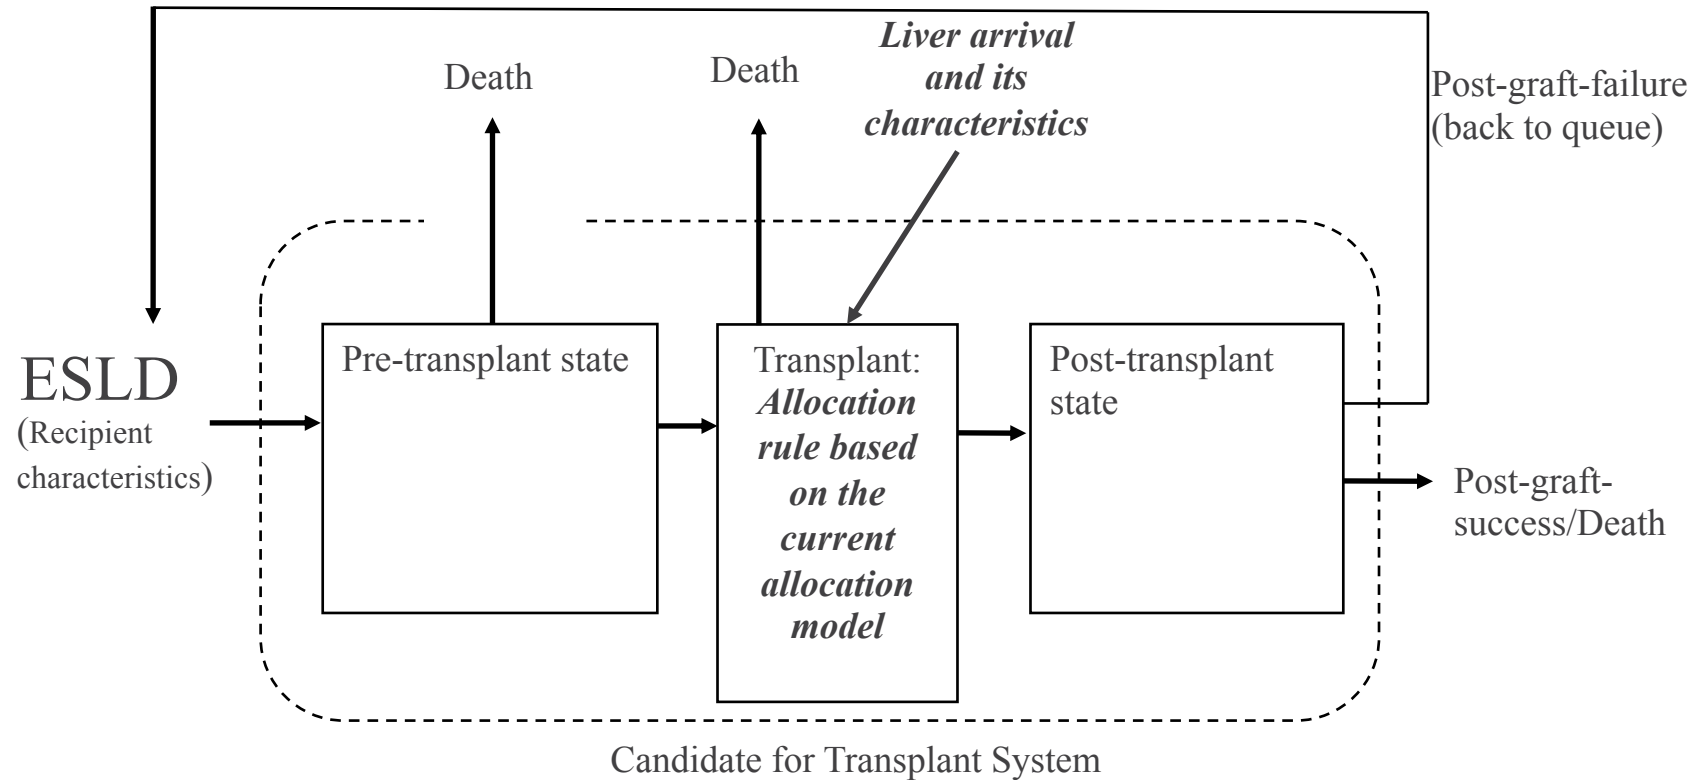 Death
Death
Liver arrival
and its
characteristics
Post-graft-failure
(back to queue)
ESLD
(Recipient
characteristics)
Pre-transplant state
Transplant:
Allocation
rule based
on the
current
allocation
model
Post-transplant
state
Post-graft-
success/Death
Candidate for Transplant System